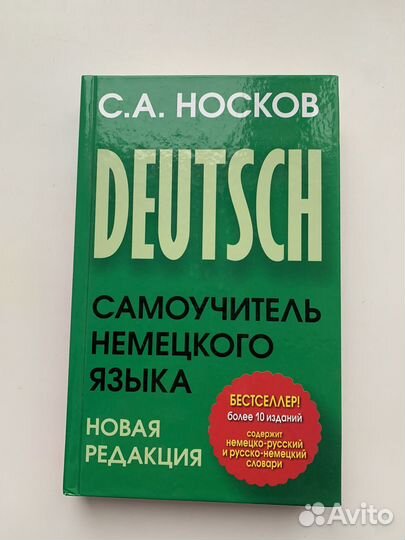 С.А. НОСКОВ
DEUTSCH
САМОУЧИТЕЛЬ
НЕМЕЦКОГО
ЯЗЫКА
НОВАЯ
РЕДАКЦИЯ
БЕСТСЕЛЛЕР!
более 10 изданий
содержит
немецко-русский
и русско-немецкий
словари
Avito